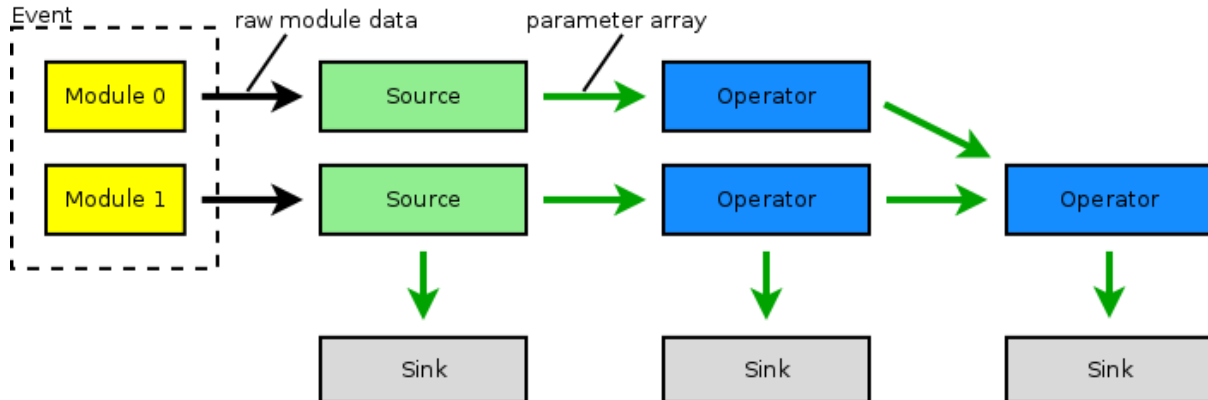 Event
raw module data
parameter array
Module 0
Source
Operator
Module 1
Source
Operator
Operator
Sink
Sink
Sink